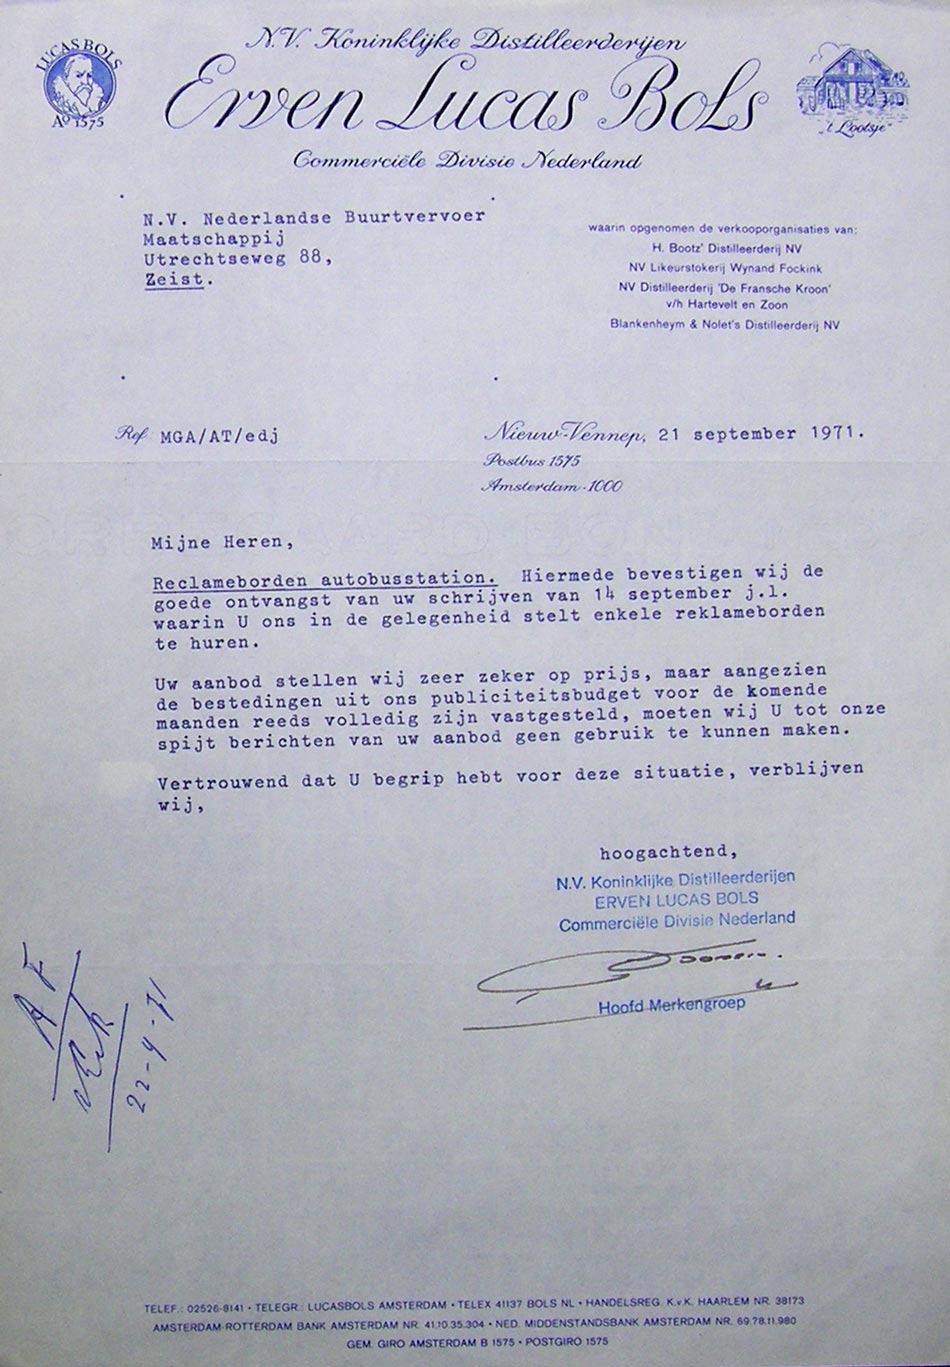 N.V. Koninklijke Distilleerderijen
LUCAS BOLS
Aº 1575
Erven Lucas Bols
"'t Lootsje"
Commerciële Divisie Nederland
N.V. Nederlandse Buurtvervoer
Maatschappij
Utrechtseweg 88,
Zeist.
waarin opgenomen de verkooporganisaties van:
H. Bootz' Distilleerderij NV
NV Likeurstokerij Wynand Fockink
NV Distilleerderij 'De Fransche Kroon'
v/h Hartevelt en Zoon
Blankenheym & Nolet's Distilleerderij NV
Ref. MGA/AT/edj
Nieuw-Vennep, 21 september 1971.
Postbus 1575
Amsterdam-1000
Mijne Heren,
Reclameborden autobusstation. Hiermede bevestigen wij de
goede ontvangst van uw schrijven van 14 september j.l.
waarin U ons in de gelegenheid stelt enkele reklameborden
te huren.
Uw aanbod stellen wij zeer zeker op prijs, maar aangezien
de bestedingen uit ons publiciteitsbudget voor de komende
maanden reeds volledig zijn vastgesteld, moeten wij U tot onze
spijt berichten van uw aanbod geen gebruik te kunnen maken.
Vertrouwend dat U begrip hebt voor deze situatie, verblijven
wij,
hoogachtend,
N.V. Koninklijke Distilleerderijen
ERVEN LUCAS BOLS
Commerciële Divisie Nederland
Hoofd Merkengroep
22-9-71
TELEF.: 02526-8141 • TELEGR.: LUCASBOLS AMSTERDAM • TELEX 41137 BOLS NL • HANDELSREG. K.v.K. HAARLEM NR. 38173
AMSTERDAM-ROTTERDAM BANK AMSTERDAM NR. 41.10.35.304 • NED. MIDDENSTANDSBANK AMSTERDAM NR. 69.78.11.980
GEM. GIRO AMSTERDAM B 1575 • POSTGIRO 1575